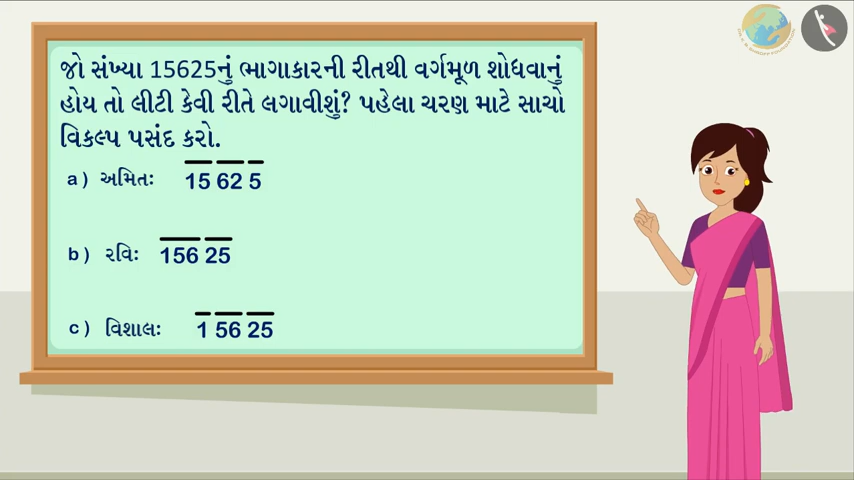 જો સંખ્યા 15625નું ભાગાકારની રીતથી વર્ગમૂળ શોધવાનું
હોય તો લીટી કેવી રીતે લગાવીશું? પહેલા ચરણ માટે સાચો
વિકલ્પ પસંદ કરો.
a) અમિતઃ 15 62 5
b) રવિઃ 156 25
c) વિશાલઃ 1 56 25